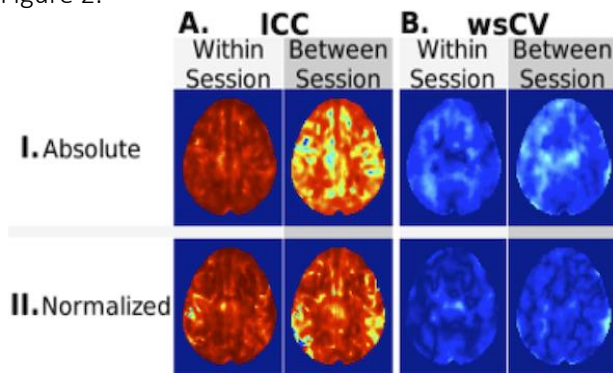 Figure 2.
A. ICC B. wsCV
Within Between Within Between
Session Session Session Session
I. Absolute
II. Normalized